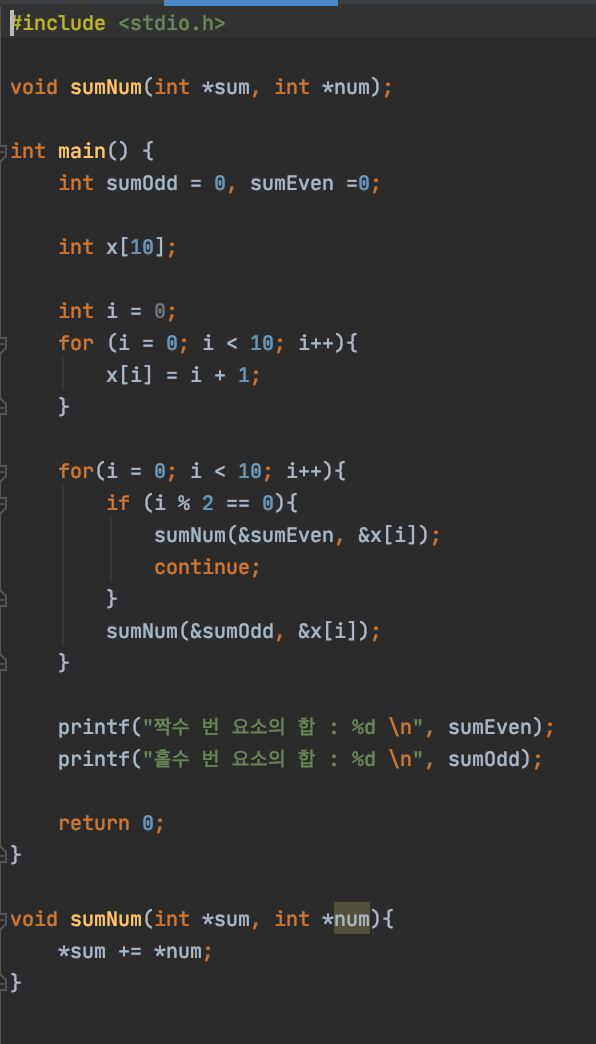 #include <stdio.h>
void sumNum(int *sum, int *num);
int main() {
int sumOdd = 0, sumEven =0;
int x[10];
int i = 0;
for (i = 0; i < 10; i++){
x[i] = i + 1;
}
for(i = 0; i < 10; i++){
if (i % 2 == 0){
sumNum(&sumEven, &x[i]);
continue;
}
sumNum(&sumOdd, &x[i]);
}
printf("짝수 번 요소의 합 : %d \n", sumEven);
printf("홀수 번 요소의 합 : %d \n", sumOdd);
return 0;
}
void sumNum(int *sum, int *num){
*sum += *num;
}